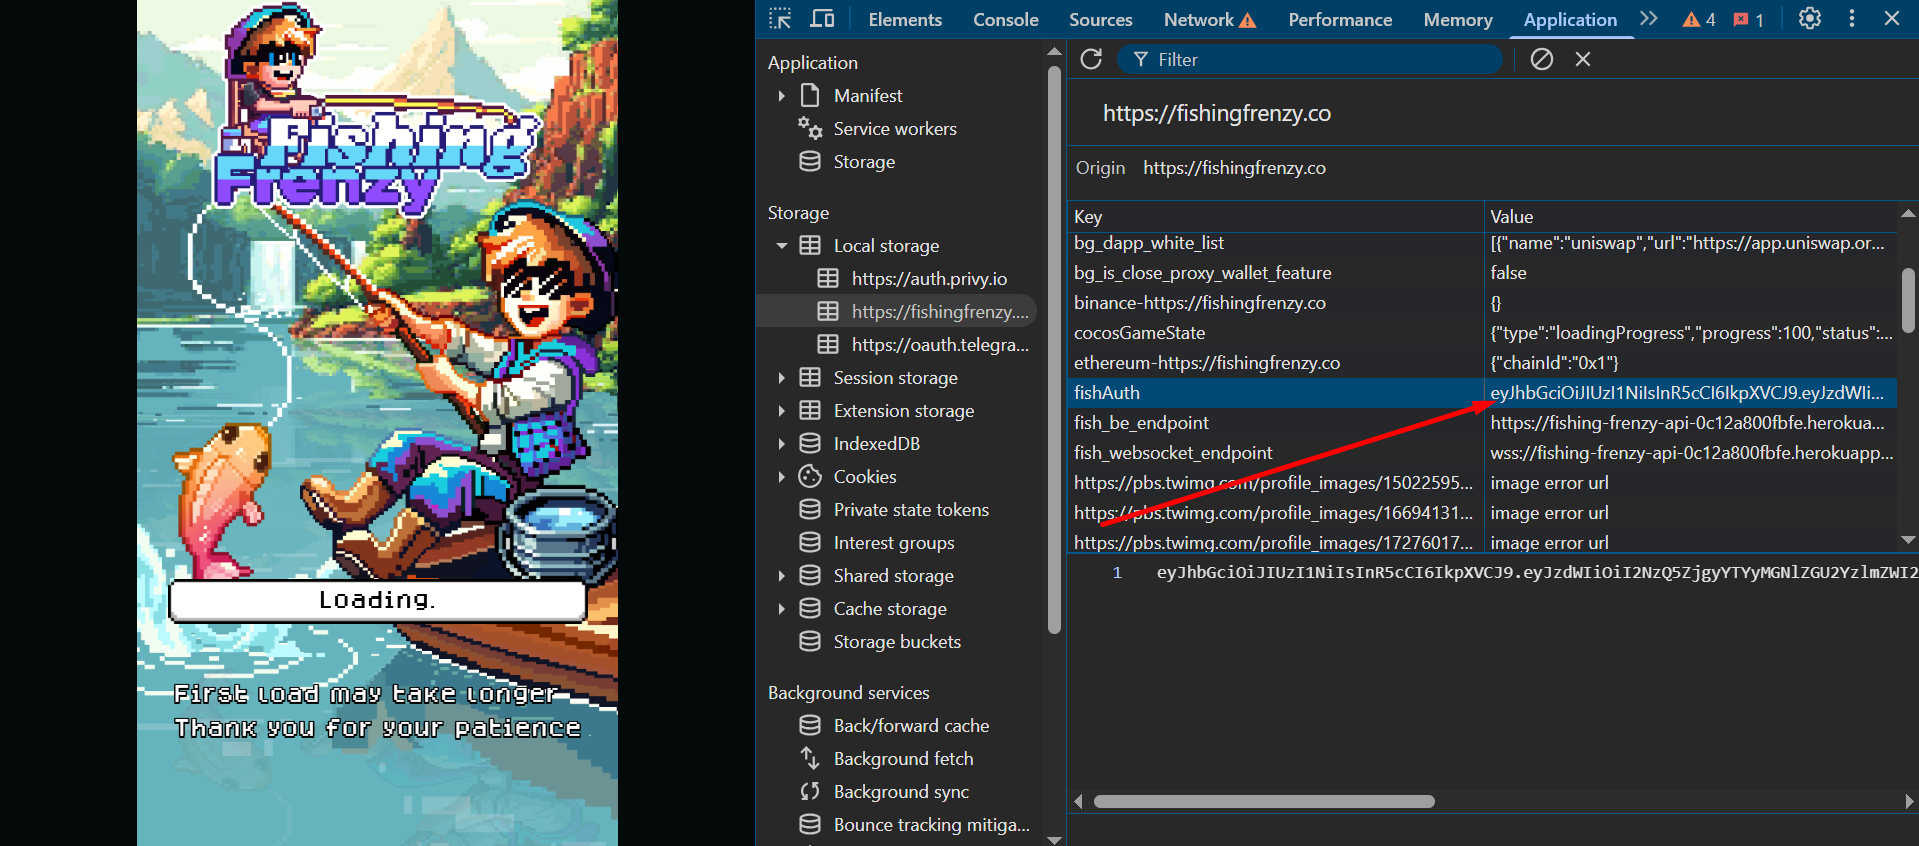 Fishing
Frenzy
Loading.
First load may take longer
Thank you for your patience .
Elements
Console
Sources
Network
Performance
Memory
Application
4
1
Application
Manifest
Service workers
Storage
Storage
Local storage
https://auth.privy.io
https://fishingfrenzy....
https://oauth.telegra...
Session storage
Extension storage
IndexedDB
Cookies
Private state tokens
Interest groups
Shared storage
Cache storage
Storage buckets
Background services
Back/forward cache
Background fetch
Background sync
Bounce tracking mitiga...
Filter
https://fishingfrenzy.co
Origin https://fishingfrenzy.co
Key Value
bg_dapp_white_list [{"name":"uniswap","url":"https://app.uniswap.or...
bg_is_close_proxy_wallet_feature false
binance-https://fishingfrenzy.co {}
cocosGameState {"type":"loadingProgress","progress":100,"status":...
ethereum-https://fishingfrenzy.co {"chainId":"0x1"}
fishAuth eyJhbGciOiJIUzI1NiIsInR5cCI6IkpXVCJ9.eyJzdWIi...
fish_be_endpoint https://fishing-frenzy-api-0c12a800fbfe.herokua...
fish_websocket_endpoint wss://fishing-frenzy-api-0c12a800fbfe.herokuapp...
https://pbs.twimg.com/profile_images/15022595... image error url
https://pbs.twimg.com/profile_images/16694131... image error url
https://pbs.twimg.com/profile_images/17276017... image error url
1 eyJhbGciOiJIUzI1NiIsInR5cCI6IkpXVCJ9.eyJzdWIiOiI2NzQ5ZjgyYTYyMGNlZGU2YzlmZWI2